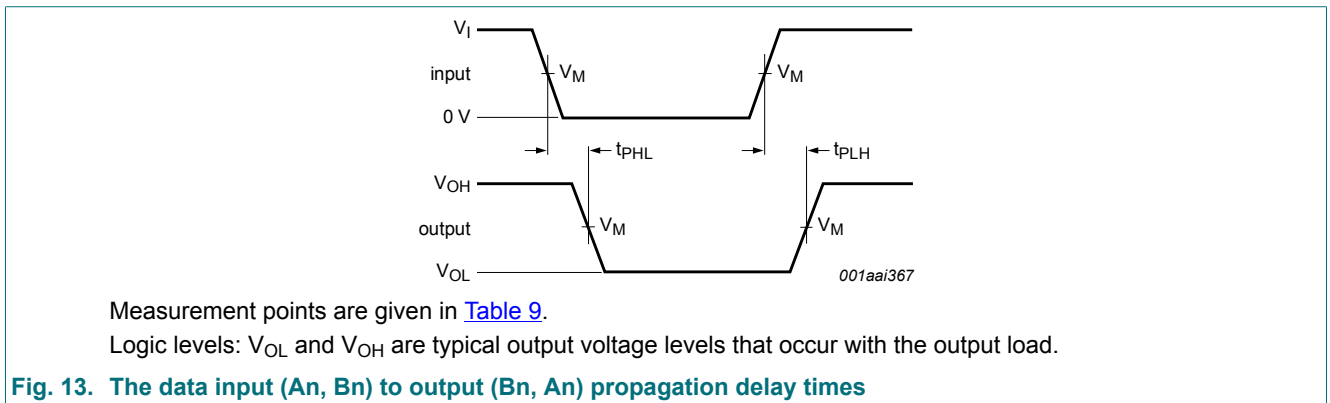 V_I
input
V_M
V_M
0 V
t_PHL
t_PLH
V_OH
output
V_M
V_M
V_OL
001aai367
Measurement points are given in Table 9.
Logic levels: V_OL and V_OH are typical output voltage levels that occur with the output load.
Fig. 13. The data input (An, Bn) to output (Bn, An) propagation delay times